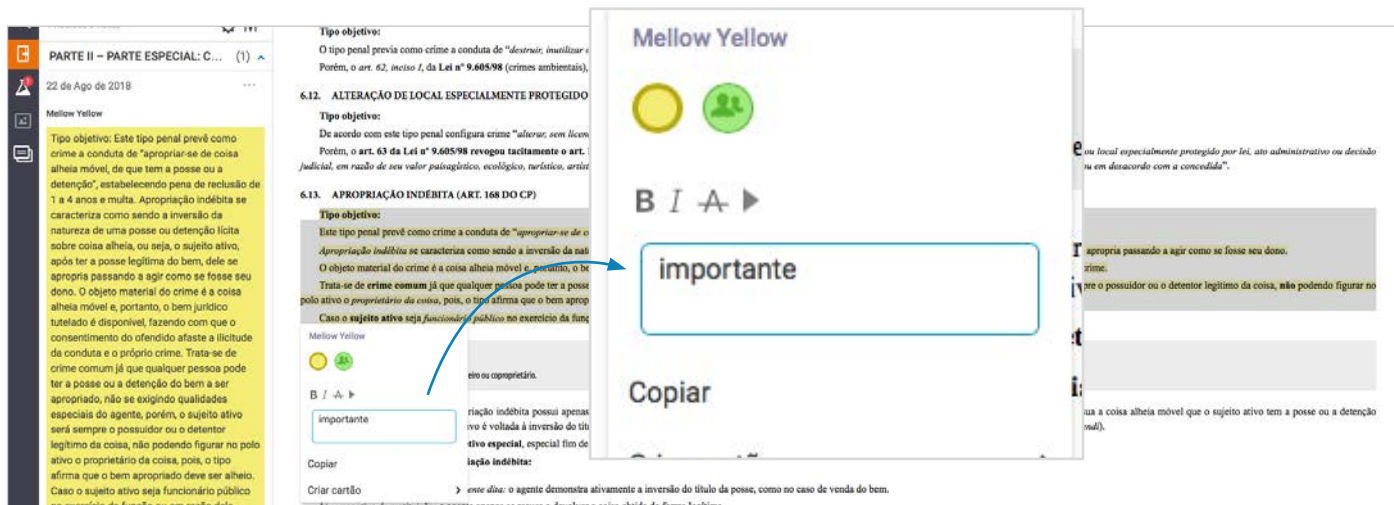 PARTE II – PARTE ESPECIAL: C... (1)
22 de Ago de 2018 ...
Mellow Yellow
Tipo objetivo: Este tipo penal prevê como
crime a conduta de "apropriar-se de coisa
alheia móvel, de que tem a posse ou a
detenção", estabelecendo pena de reclusão de
1 a 4 anos e multa. Apropriação indébita se
caracteriza como sendo a inversão da
natureza de uma posse ou detenção lícita
sobre coisa alheia, ou seja, o sujeito ativo,
após ter a posse legítima do bem, dele se
apropria passando a agir como se fosse seu
dono. O objeto material do crime é a coisa
alheia móvel e, portanto, o bem jurídico
tutelado é disponível, fazendo com que o
consentimento do ofendido afaste a ilicitude
da conduta e o próprio crime. Trata-se de
crime comum já que qualquer pessoa pode
ter a posse ou a detenção do bem a ser
apropriado, não se exigindo qualidades
especiais do agente, porém, o sujeito ativo
será sempre o possuidor ou o detentor
legítimo da coisa, não podendo figurar no polo
ativo o proprietário da coisa, pois, o tipo
afirma que o bem apropriado deve ser alheio.
Caso o sujeito ativo seja funcionário público
Tipo objetivo:
O tipo penal previa como crime a conduta de "destruir, inutilizar
Porém, o art. 62, inciso I, da Lei nº 9.605/98 (crimes ambientais),
6.12. ALTERAÇÃO DE LOCAL ESPECIALMENTE PROTEGIDO
Tipo objetivo:
De acordo com este tipo penal configura crime "alterar, sem
Porém, o art. 63 da Lei nº 9.605/98 revogou tacitamente o art.
ou local especialmente protegido por lei, ato administrativo ou decisão
judicial, em razão de seu valor paisagístico, ecológico, turístico,
em desacordo com a concedida".
6.13. APROPRIAÇÃO INDÉBITA (ART. 168 DO CP)
Tipo objetivo:
Este tipo penal prevê como crime a conduta de "apropriar-se de
Apropriação indébita se caracteriza como sendo a inversão da
apropria passando a agir como se fosse seu dono.
O objeto material do crime é a coisa alheia móvel e, portanto, o
crime.
Trata-se de crime comum já que qualquer pessoa pode ter a posse
o possuidor ou o detentor legítimo da coisa, não podendo figurar no
polo ativo o proprietário da coisa, pois, o tipo afirma que o bem
Caso o sujeito ativo seja funcionário público no exercício da
Mellow Yellow
B I A
importante
Copiar
Criar cartão
ou coproprietário.
indébita possui apenas
a coisa alheia móvel que o sujeito ativo tem a posse ou a detenção
é voltada à inversão do
especial, especial fim de
indébita:
dita: o agente demonstra ativamente a inversão do título da posse, como no caso de venda do bem.
Mellow Yellow
B I A
importante
Copiar